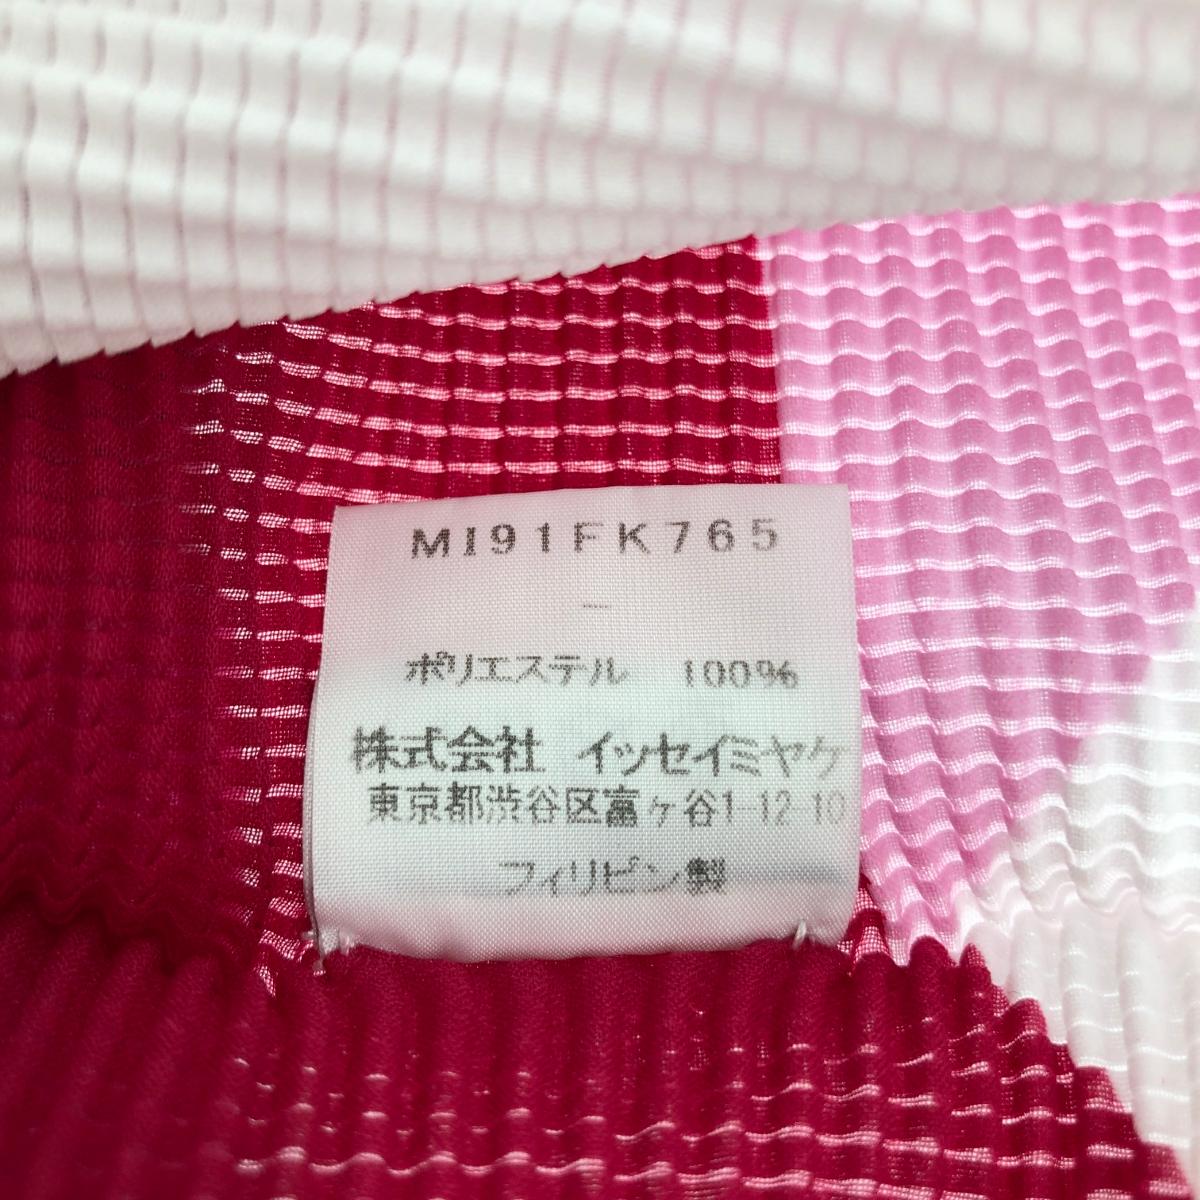 MI91FK765
—
ポリエステル 100%
株式会社 イッセイミヤケ
東京都渋谷区富ヶ谷1-12-10
フィリピン製